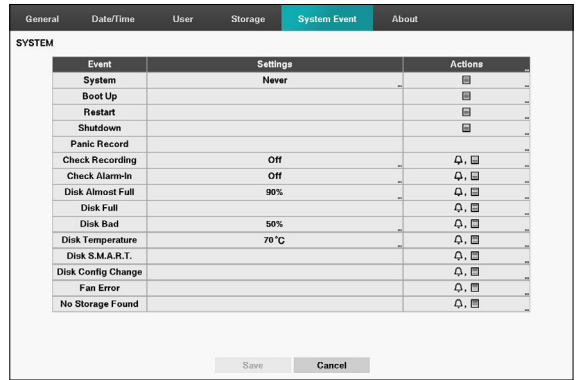 General Date/Time User Storage System Event About
SYSTEM
Event Settings Actions
System Never
Boot Up
Restart
Shutdown
Panic Record
Check Recording Off
Check Alarm-In Off
Disk Almost Full 90%
Disk Full
Disk Bad 50%
Disk Temperature 70°C
Disk S.M.A.R.T.
Disk Config Change
Fan Error
No Storage Found
Save Cancel